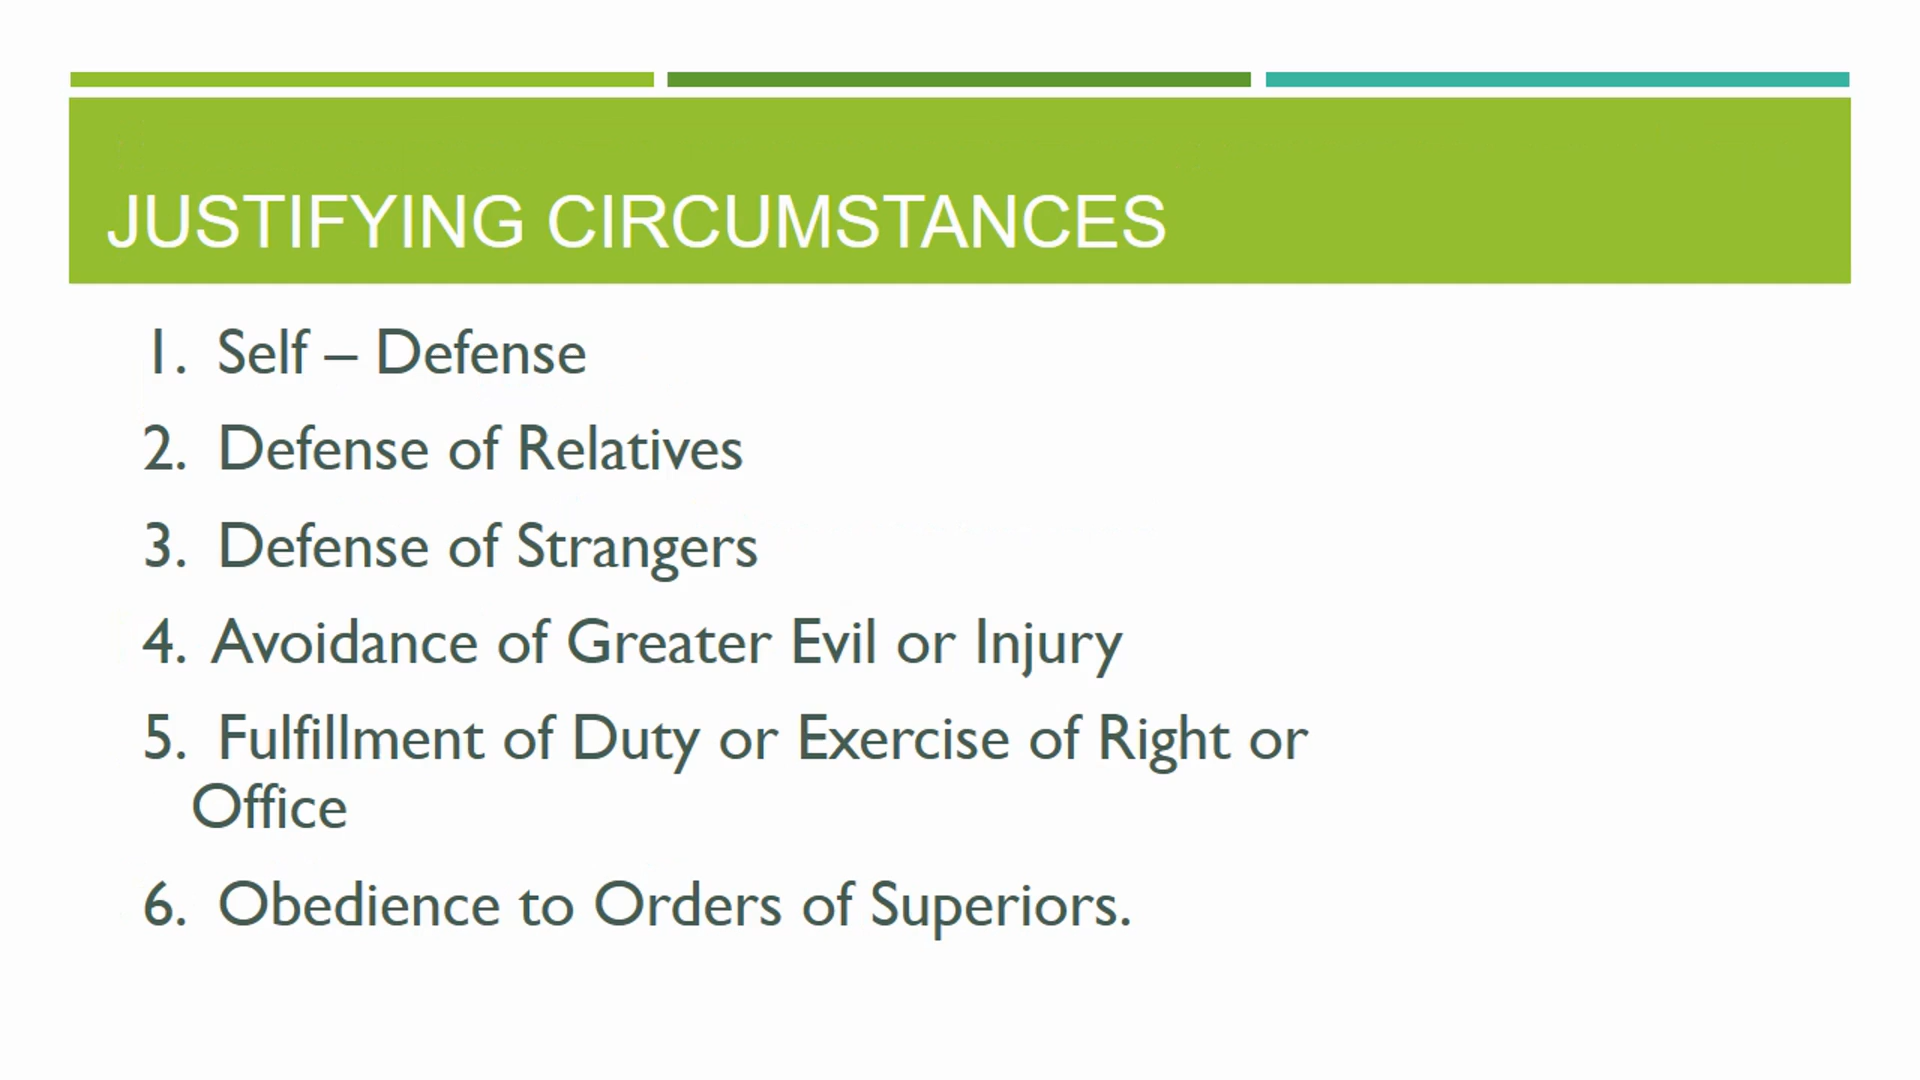 JUSTIFYING CIRCUMSTANCES
1. Self – Defense
2. Defense of Relatives
3. Defense of Strangers
4. Avoidance of Greater Evil or Injury
5. Fulfillment of Duty or Exercise of Right or
Office
6. Obedience to Orders of Superiors.